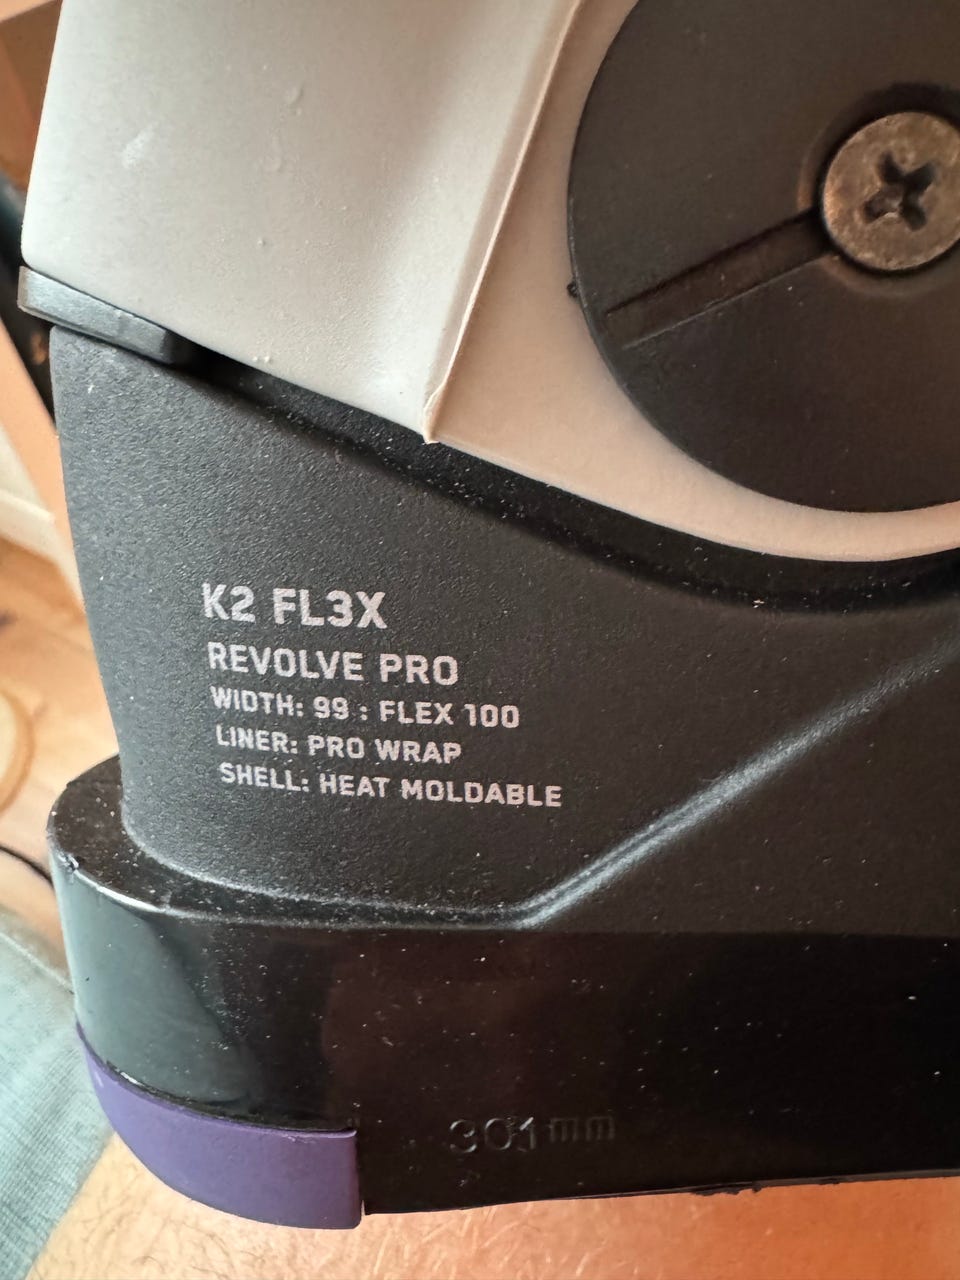 K2 FL3X
REVOLVE PRO
WIDTH: 99 : FLEX 100
LINER: PRO WRAP
SHELL: HEAT MOLDABLE
301mm